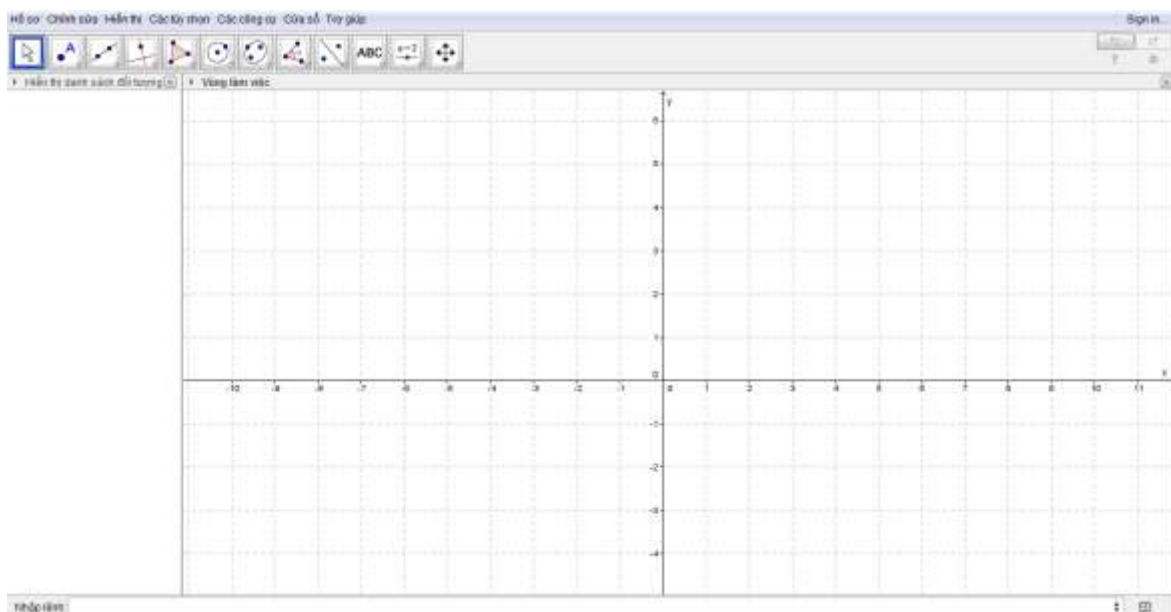 Hồ sơ Chỉnh sửa Hiển thị Các tùy chọn Các công cụ Cửa sổ Trợ giúp Sign in...
A ABC a=2
Hiển thị danh sách đối tượng Vùng làm việc
y
6
5
4
3
2
1
0
x
-10 -9 -8 -7 -6 -5 -4 -3 -2 -1 0 1 2 3 4 5 6 7 8 9 10 11
-1
-2
-3
-4
Nhập lệnh